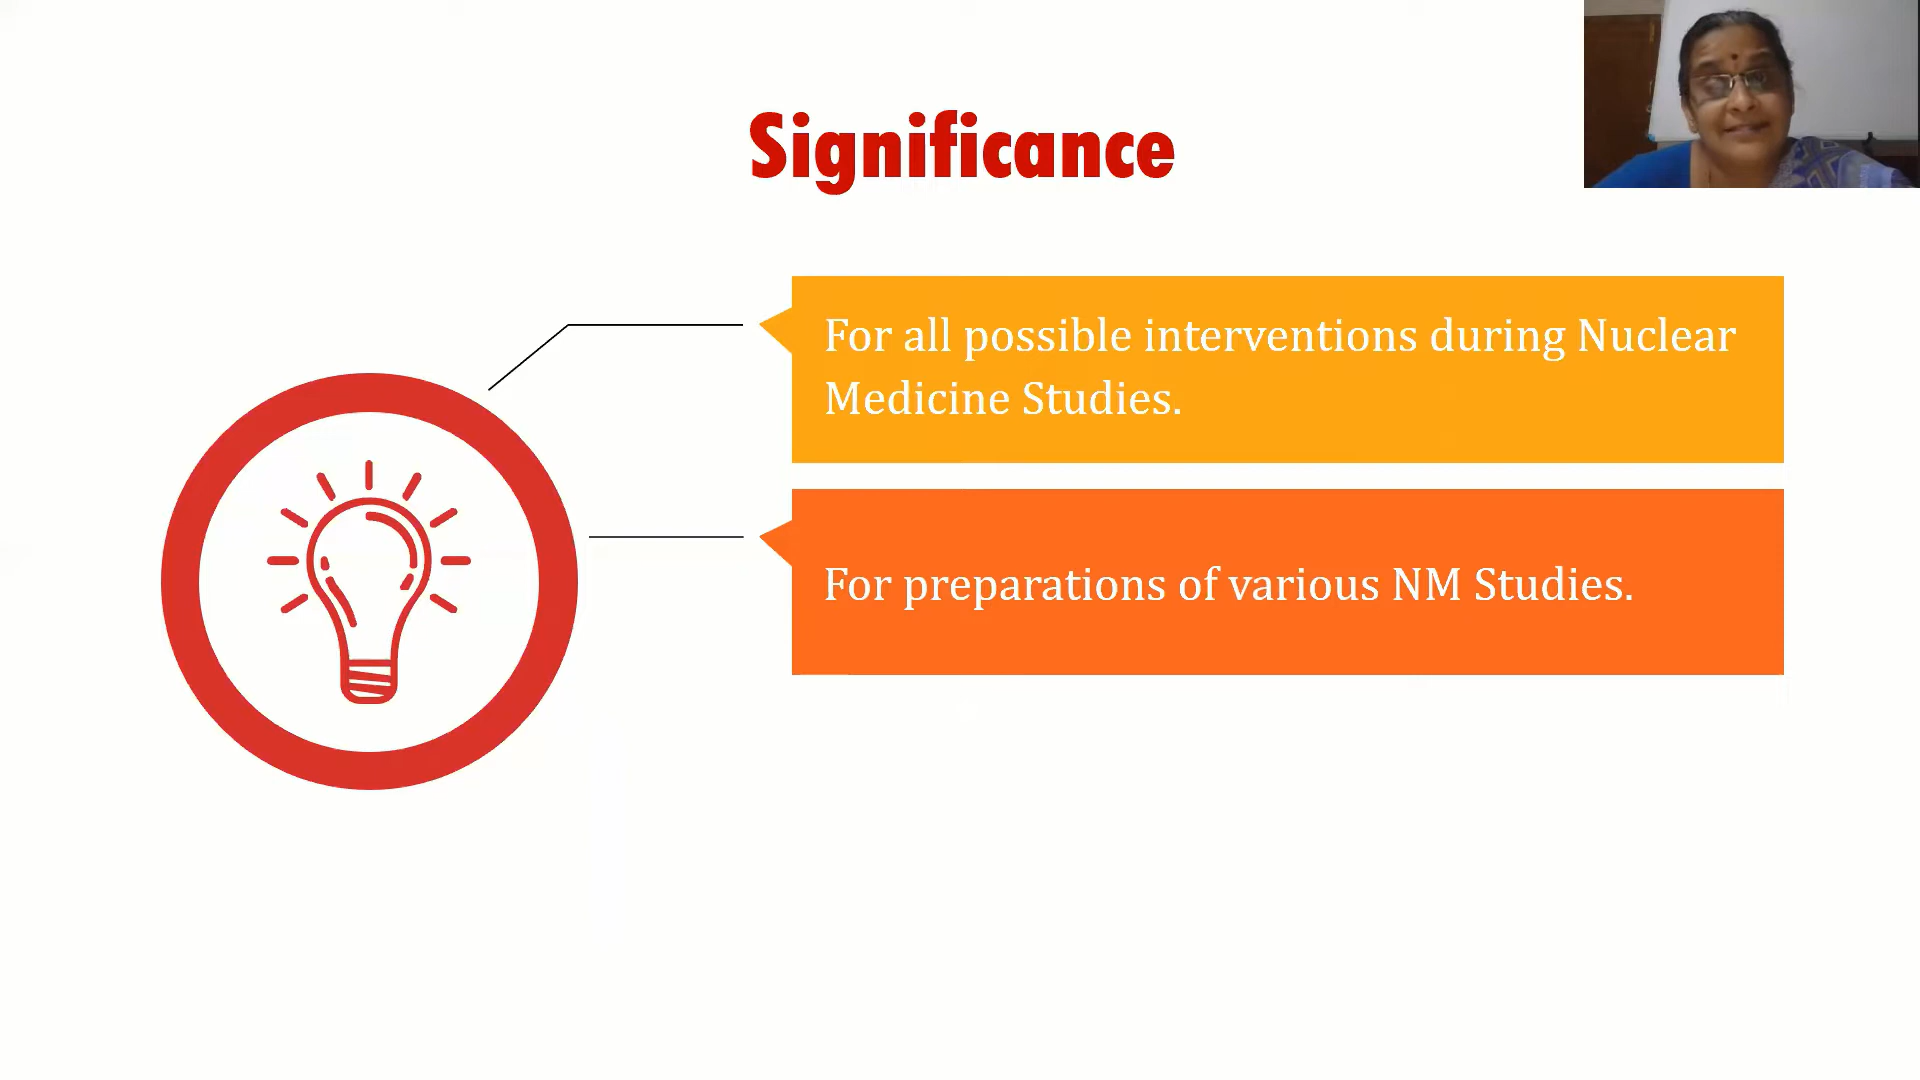 Significance
For all possible interventions during Nuclear
Medicine Studies.
For preparations of various NM Studies.